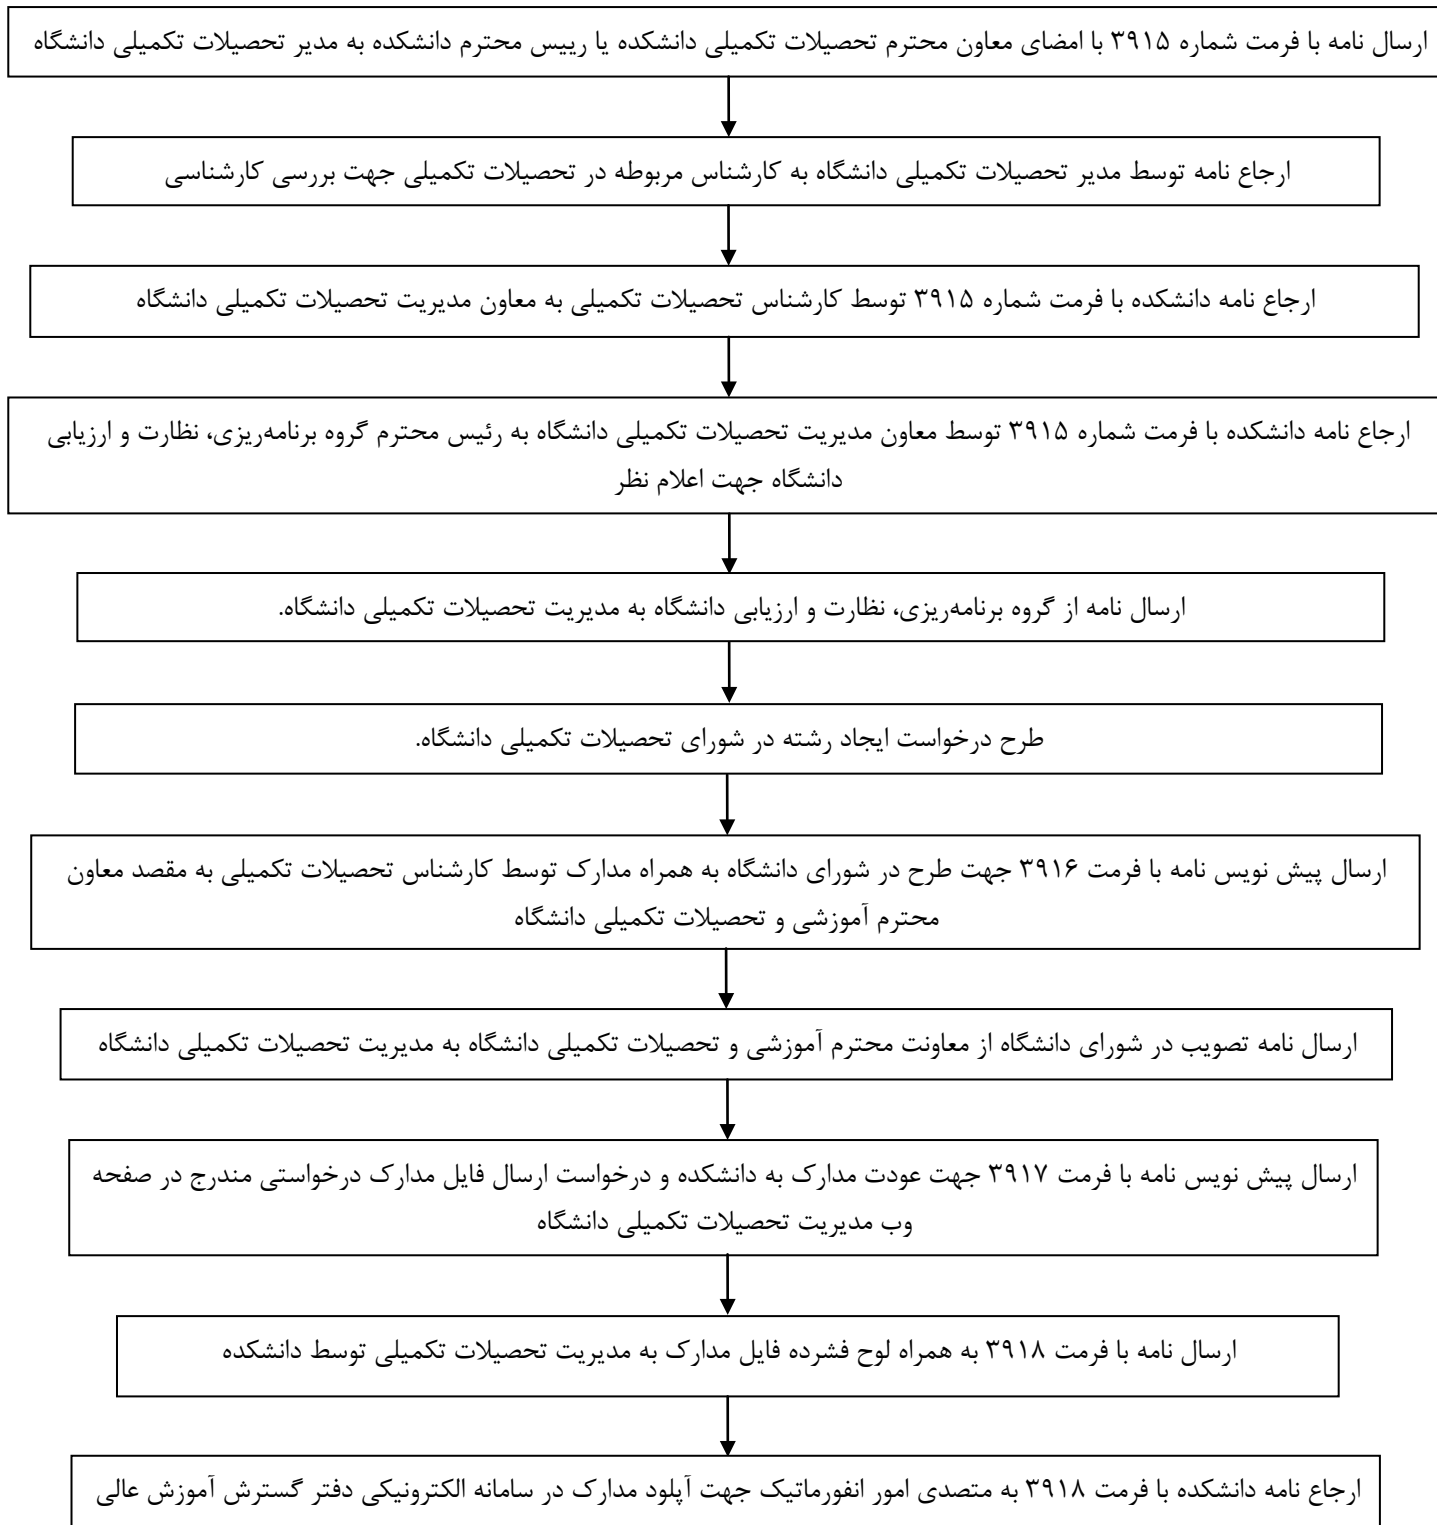 ارسال نامه با فرمت شماره ۳۹۱۵ با امضای معاون محترم تحصیلات تکمیلی دانشکده یا رییس محترم دانشکده به مدیر تحصیلات تکمیلی دانشگاه
ارجاع نامه توسط مدیر تحصیلات تکمیلی دانشگاه به کارشناس مربوطه در تحصیلات تکمیلی جهت بررسی کارشناسی
ارجاع نامه دانشکده با فرمت شماره ۳۹۱۵ توسط کارشناس تحصیلات تکمیلی به معاون مدیریت تحصیلات تکمیلی دانشگاه
ارجاع نامه دانشکده با فرمت شماره ۳۹۱۵ توسط معاون مدیریت تحصیلات تکمیلی دانشگاه به رئیس محترم گروه برنامه‌ریزی، نظارت و ارزیابی
دانشگاه جهت اعلام نظر
ارسال نامه از گروه برنامه‌ریزی، نظارت و ارزیابی دانشگاه به مدیریت تحصیلات تکمیلی دانشگاه.
طرح درخواست ایجاد رشته در شورای تحصیلات تکمیلی دانشگاه.
ارسال پیش نویس نامه با فرمت ۳۹۱۶ جهت طرح در شورای دانشگاه به همراه مدارک توسط کارشناس تحصیلات تکمیلی به مقصد معاون
محترم آموزشی و تحصیلات تکمیلی دانشگاه
ارسال نامه تصویب در شورای دانشگاه از معاونت محترم آموزشی و تحصیلات تکمیلی دانشگاه به مدیریت تحصیلات تکمیلی دانشگاه
ارسال پیش نویس نامه با فرمت ۳۹۱۷ جهت عودت مدارک به دانشکده و درخواست ارسال فایل مدارک درخواستی مندرج در صفحه
وب مدیریت تحصیلات تکمیلی دانشگاه
ارسال نامه با فرمت ۳۹۱۸ به همراه لوح فشرده فایل مدارک به مدیریت تحصیلات تکمیلی توسط دانشکده
ارجاع نامه دانشکده با فرمت ۳۹۱۸ به متصدی امور انفورماتیک جهت آپلود مدارک در سامانه الکترونیکی دفتر گسترش آموزش عالی